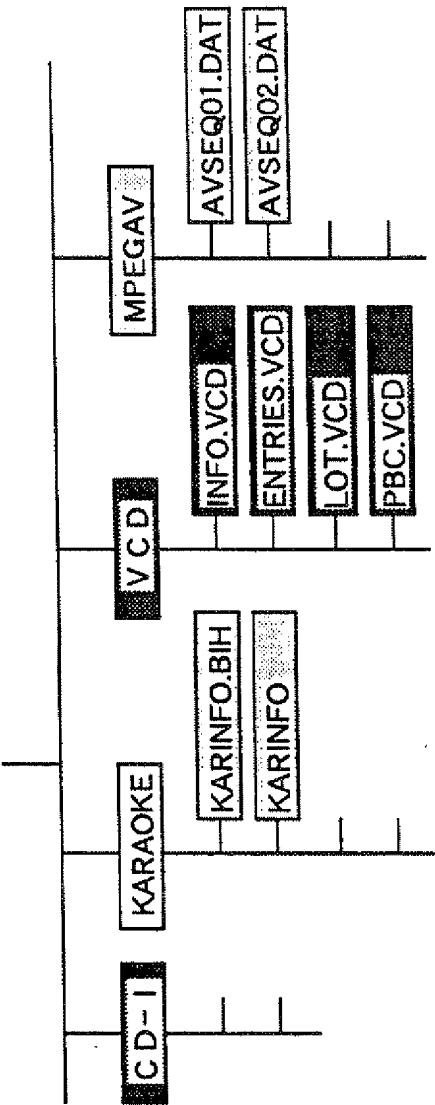 CD-I
KARAOKE
KARINFO.BIH
KARINFO
VCD
INFO.VCD
ENTRIES.VCD
LOT.VCD
PBC.VCD
MPEGAV
AVSEQ01.DAT
AVSEQ02.DAT